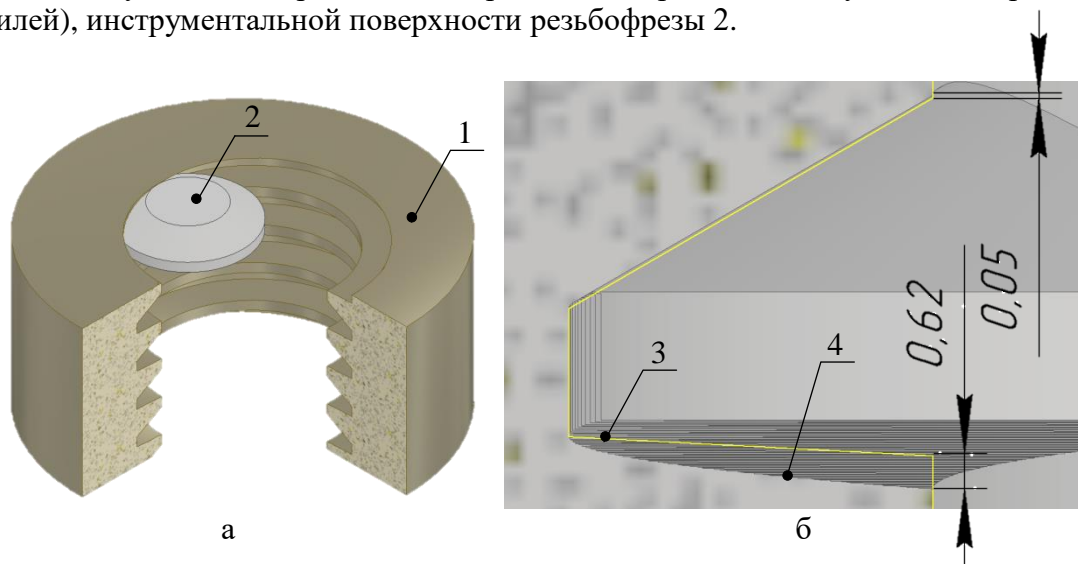 илей), инструментальной поверхности резьбофрезы 2.
2
1
3
4
0,62
0,05
а
б